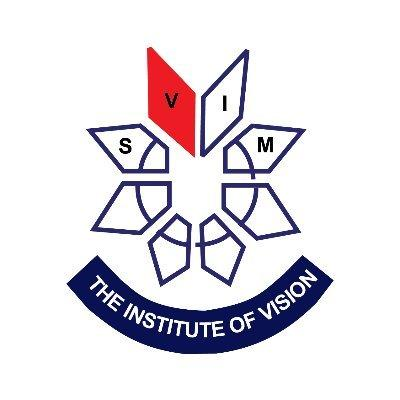 S V I M
THE INSTITUTE OF VISION